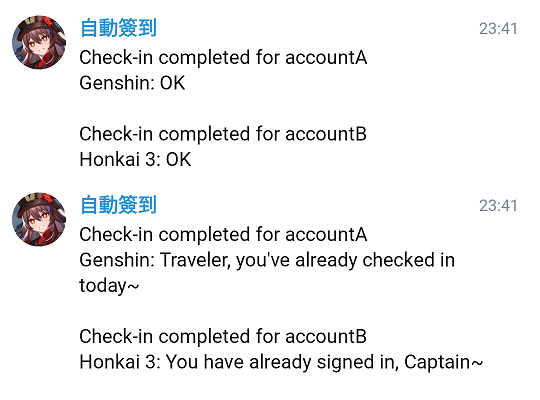 自動簽到 23:41
Check-in completed for accountA
Genshin: OK
Check-in completed for accountB
Honkai 3: OK
自動簽到 23:41
Check-in completed for accountA
Genshin: Traveler, you've already checked in
today~
Check-in completed for accountB
Honkai 3: You have already signed in, Captain~